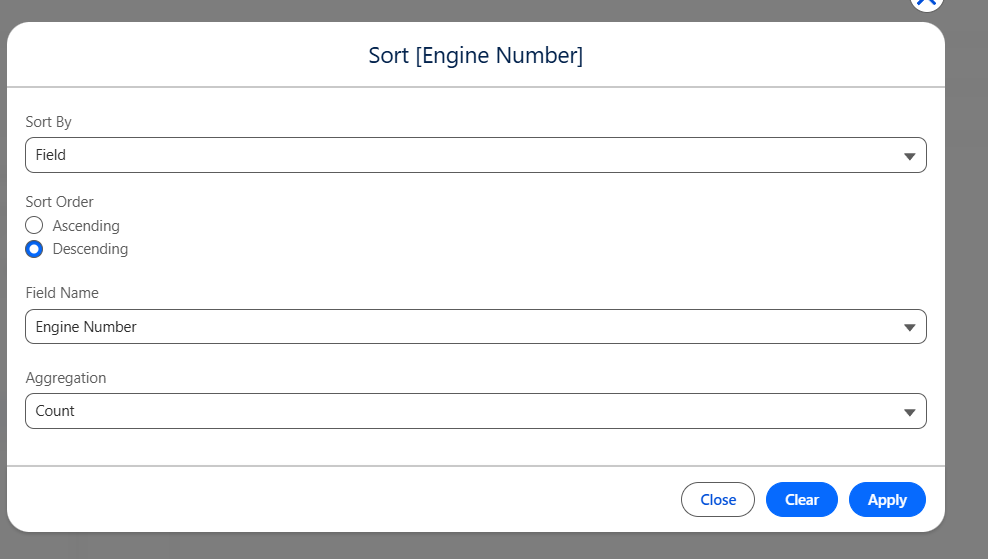 Sort [Engine Number]
Sort By
Field
Sort Order
Ascending
Descending
Field Name
Engine Number
Aggregation
Count
Close Clear Apply